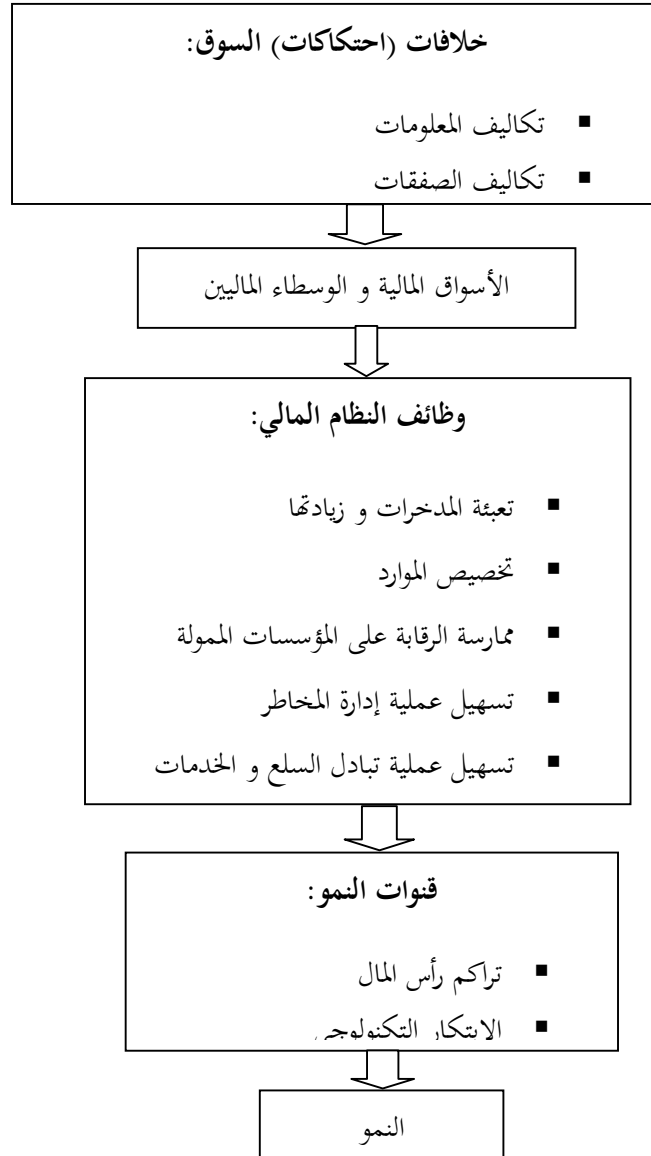 خلافات (احتكاكات) السوق:
▪ تكاليف المعلومات
▪ تكاليف الصفقات
الأسواق المالية و الوسطاء الماليين
وظائف النظام المالي:
▪ تعبئة المدخرات و زيادتها
▪ تخصيص الموارد
▪ ممارسة الرقابة على المؤسسات الممولة
▪ تسهيل عملية إدارة المخاطر
▪ تسهيل عملية تبادل السلع و الخدمات
قنوات النمو:
▪ تراكم رأس المال
▪ الابتكار التكنولوجي
النمو